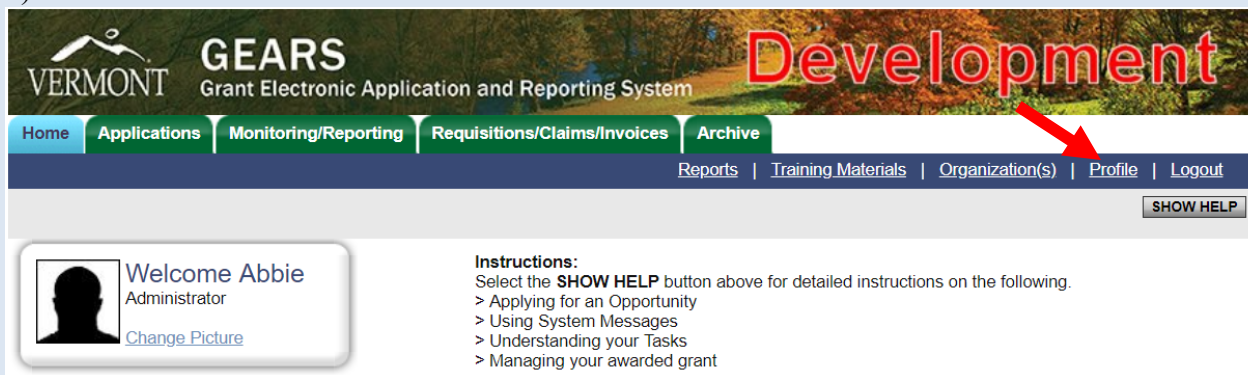 VERMONT
GEARS
Grant Electronic Application and Reporting System
Development
Home Applications Monitoring/Reporting Requisitions/Claims/Invoices Archive
Reports | Training Materials | Organization(s) | Profile | Logout
SHOW HELP
Welcome Abbie
Administrator
Change Picture
Instructions:
Select the SHOW HELP button above for detailed instructions on the following.
> Applying for an Opportunity
> Using System Messages
> Understanding your Tasks
> Managing your awarded grant